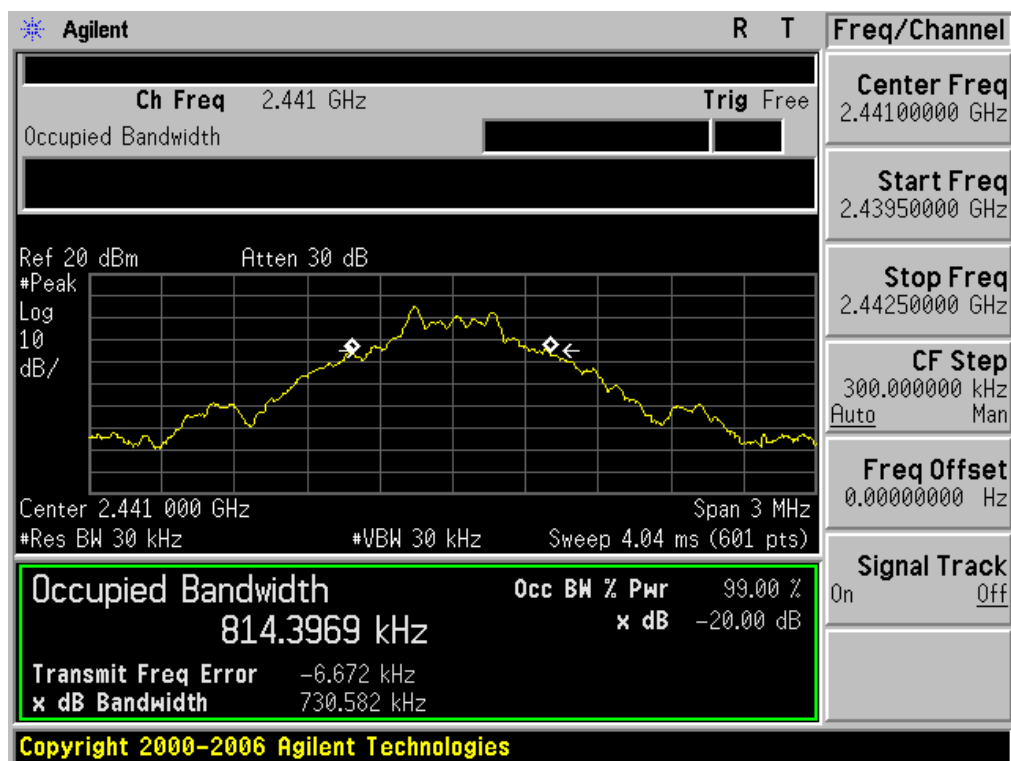 Agilent R T
Freq/Channel
Ch Freq 2.441 GHz Trig Free
Occupied Bandwidth
Center Freq
2.44100000 GHz
Start Freq
2.43950000 GHz
Stop Freq
2.44250000 GHz
CF Step
300.000000 kHz
Auto Man
Freq Offset
0.00000000 Hz
Signal Track
On Off
Ref 20 dBm Atten 30 dB
#Peak
Log
10
dB/
Center 2.441 000 GHz Span 3 MHz
#Res BW 30 kHz #VBW 30 kHz Sweep 4.04 ms (601 pts)
Occupied Bandwidth
814.3969 kHz
Occ BW % Pwr 99.00 %
x dB -20.00 dB
Transmit Freq Error -6.672 kHz
x dB Bandwidth 730.582 kHz
Copyright 2000-2006 Agilent Technologies